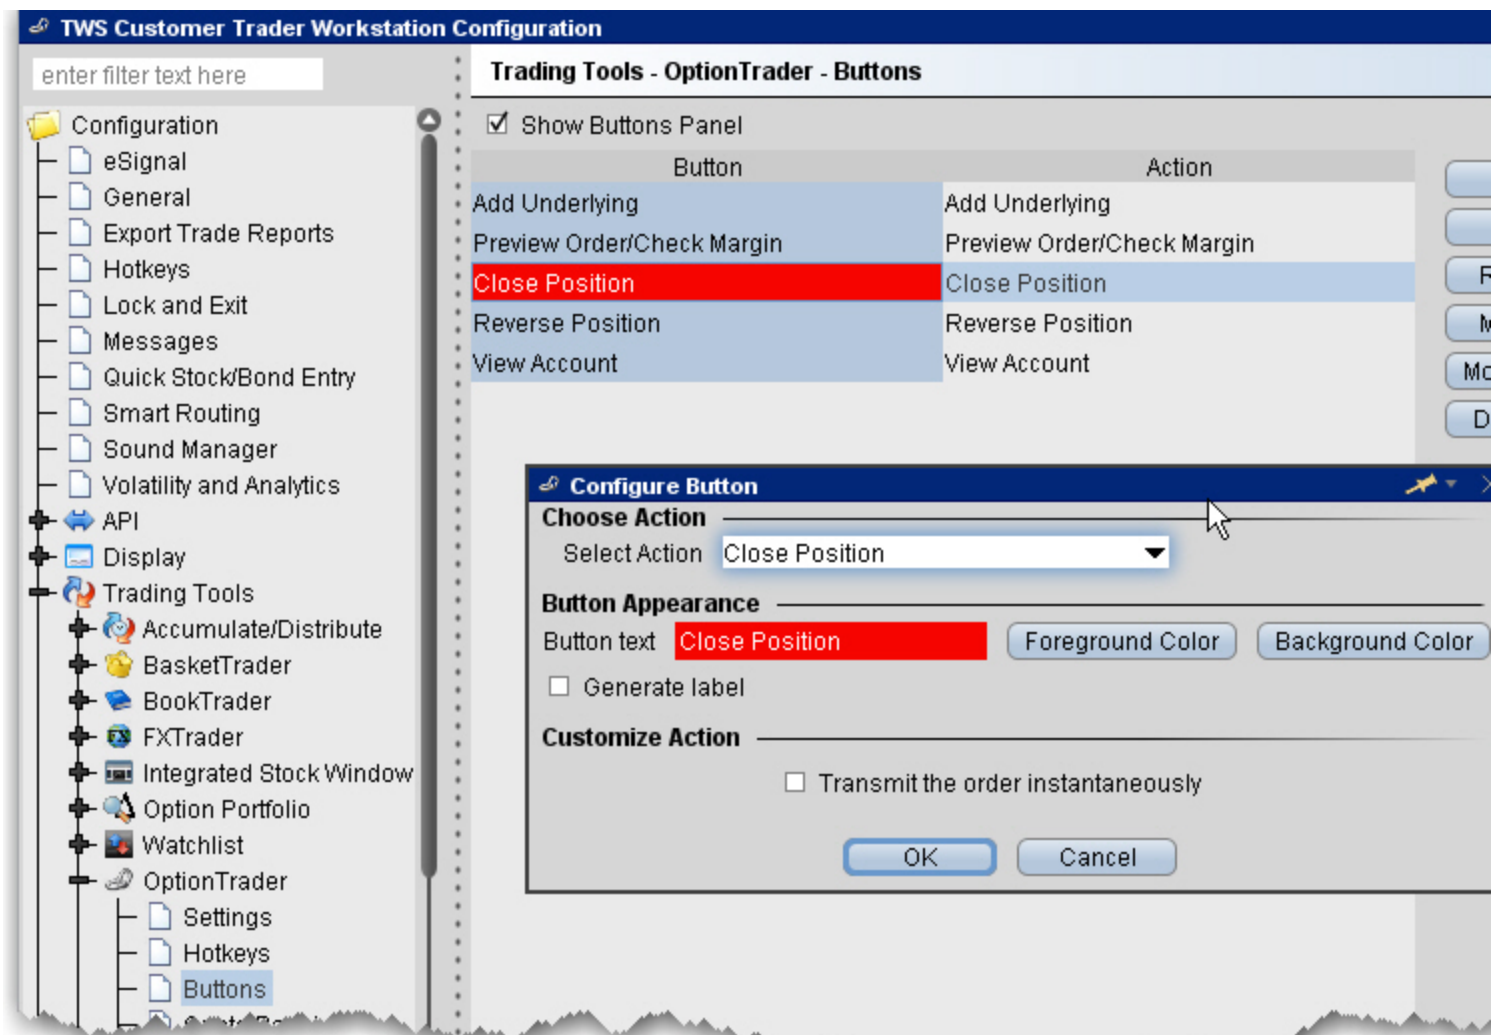 TWS Customer Trader Workstation Configuration
enter filter text here
Configuration
eSignal
General
Export Trade Reports
Hotkeys
Lock and Exit
Messages
Quick Stock/Bond Entry
Smart Routing
Sound Manager
Volatility and Analytics
API
Display
Trading Tools
Accumulate/Distribute
BasketTrader
BookTrader
FXTrader
Integrated Stock Window
Option Portfolio
Watchlist
OptionTrader
Settings
Hotkeys
Buttons
Trading Tools - OptionTrader - Buttons
Show Buttons Panel
Button Action
Add Underlying Add Underlying
Preview Order/Check Margin Preview Order/Check Margin
Close Position Close Position
Reverse Position Reverse Position
View Account View Account
Configure Button
Choose Action
Select Action Close Position
Button Appearance
Button text Close Position Foreground Color Background Color
Generate label
Customize Action
Transmit the order instantaneously
OK Cancel